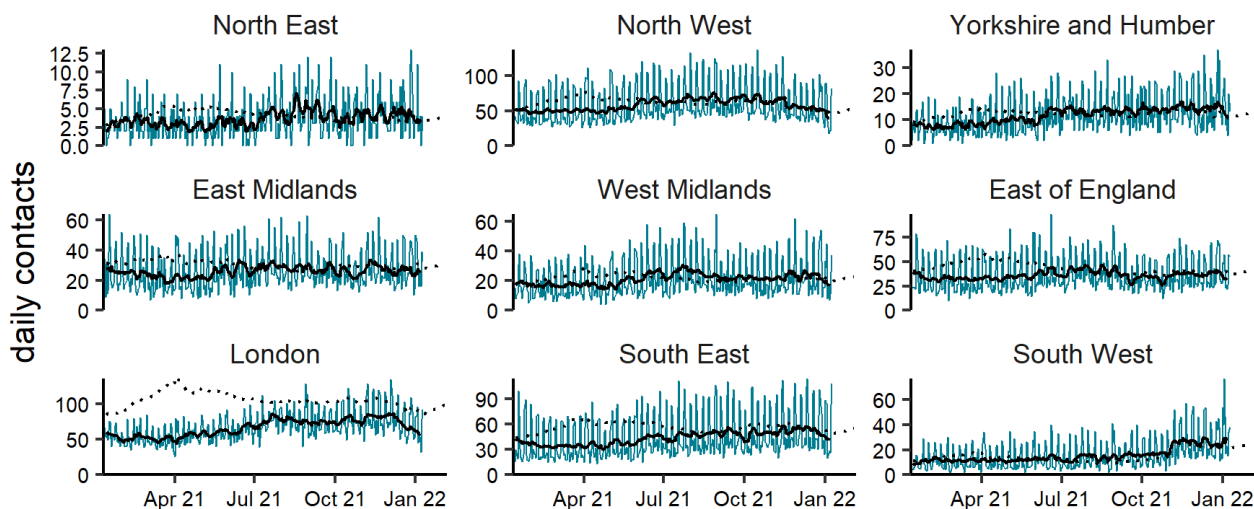 North East
North West
Yorkshire and Humber
12.5
10.0
7.5
5.0
2.5
0.0
100
50
0
30
20
10
0
daily contacts
East Midlands
West Midlands
East of England
60
40
20
0
60
40
20
0
75
50
25
0
London
South East
South West
100
50
0
90
60
30
0
60
40
20
0
Apr 21 Jul 21 Oct 21 Jan 22
Apr 21 Jul 21 Oct 21 Jan 22
Apr 21 Jul 21 Oct 21 Jan 22